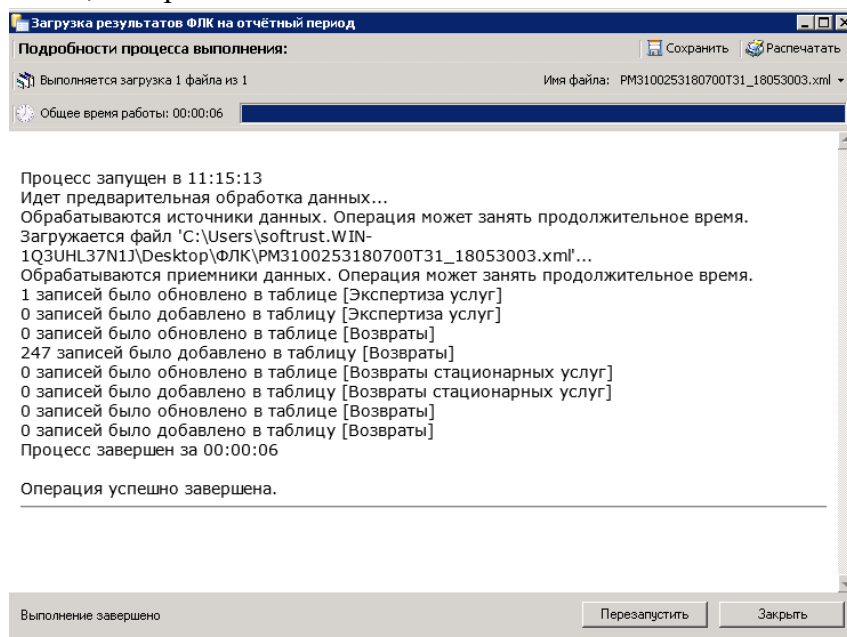 Загрузка результатов ФЛК на отчётный период
Подробности процесса выполнения:
Сохранить
Распечатать
Выполняется загрузка 1 файла из 1
Имя файла: PM3100253180700T31_18053003.xml
Общее время работы: 00:00:06
Процесс запущен в 11:15:13
Идет предварительная обработка данных...
Обрабатываются источники данных. Операция может занять продолжительное время.
Загружается файл 'C:\Users\softrust.WIN-
1Q3UHL37N1J\Desktop\ФЛК\PM3100253180700T31_18053003.xml'...
Обрабатываются приемники данных. Операция может занять продолжительное время.
1 записей было обновлено в таблице [Экспертиза услуг]
0 записей было добавлено в таблицу [Экспертиза услуг]
0 записей было обновлено в таблице [Возвраты]
247 записей было добавлено в таблицу [Возвраты]
0 записей было обновлено в таблице [Возвраты стационарных услуг]
0 записей было добавлено в таблицу [Возвраты стационарных услуг]
0 записей было обновлено в таблице [Возвраты]
0 записей было добавлено в таблицу [Возвраты]
Процесс завершен за 00:00:06
Операция успешно завершена.
Выполнение завершено
Перезапустить
Закрыть